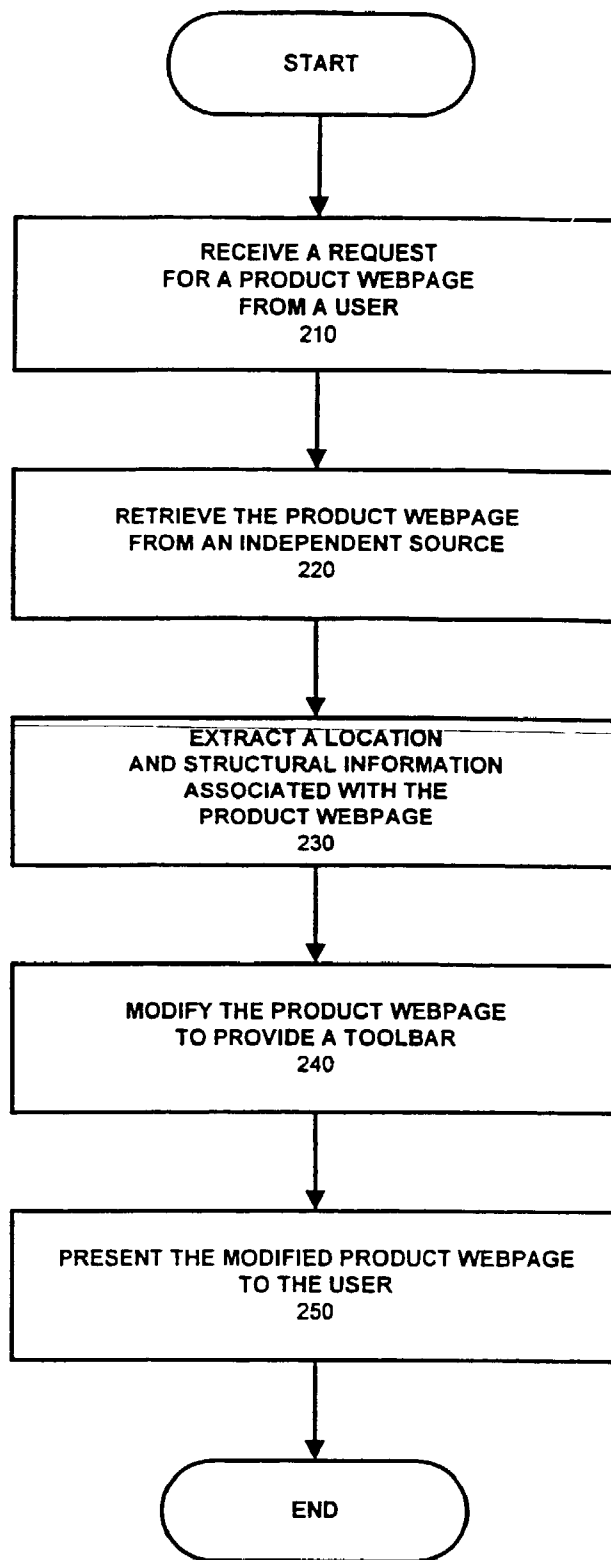 START
RECEIVE A REQUEST
FOR A PRODUCT WEBPAGE
FROM A USER
210
RETRIEVE THE PRODUCT WEBPAGE
FROM AN INDEPENDENT SOURCE
220
EXTRACT A LOCATION
AND STRUCTURAL INFORMATION
ASSOCIATED WITH THE
PRODUCT WEBPAGE
230
MODIFY THE PRODUCT WEBPAGE
TO PROVIDE A TOOLBAR
240
PRESENT THE MODIFIED PRODUCT WEBPAGE
TO THE USER
250
END